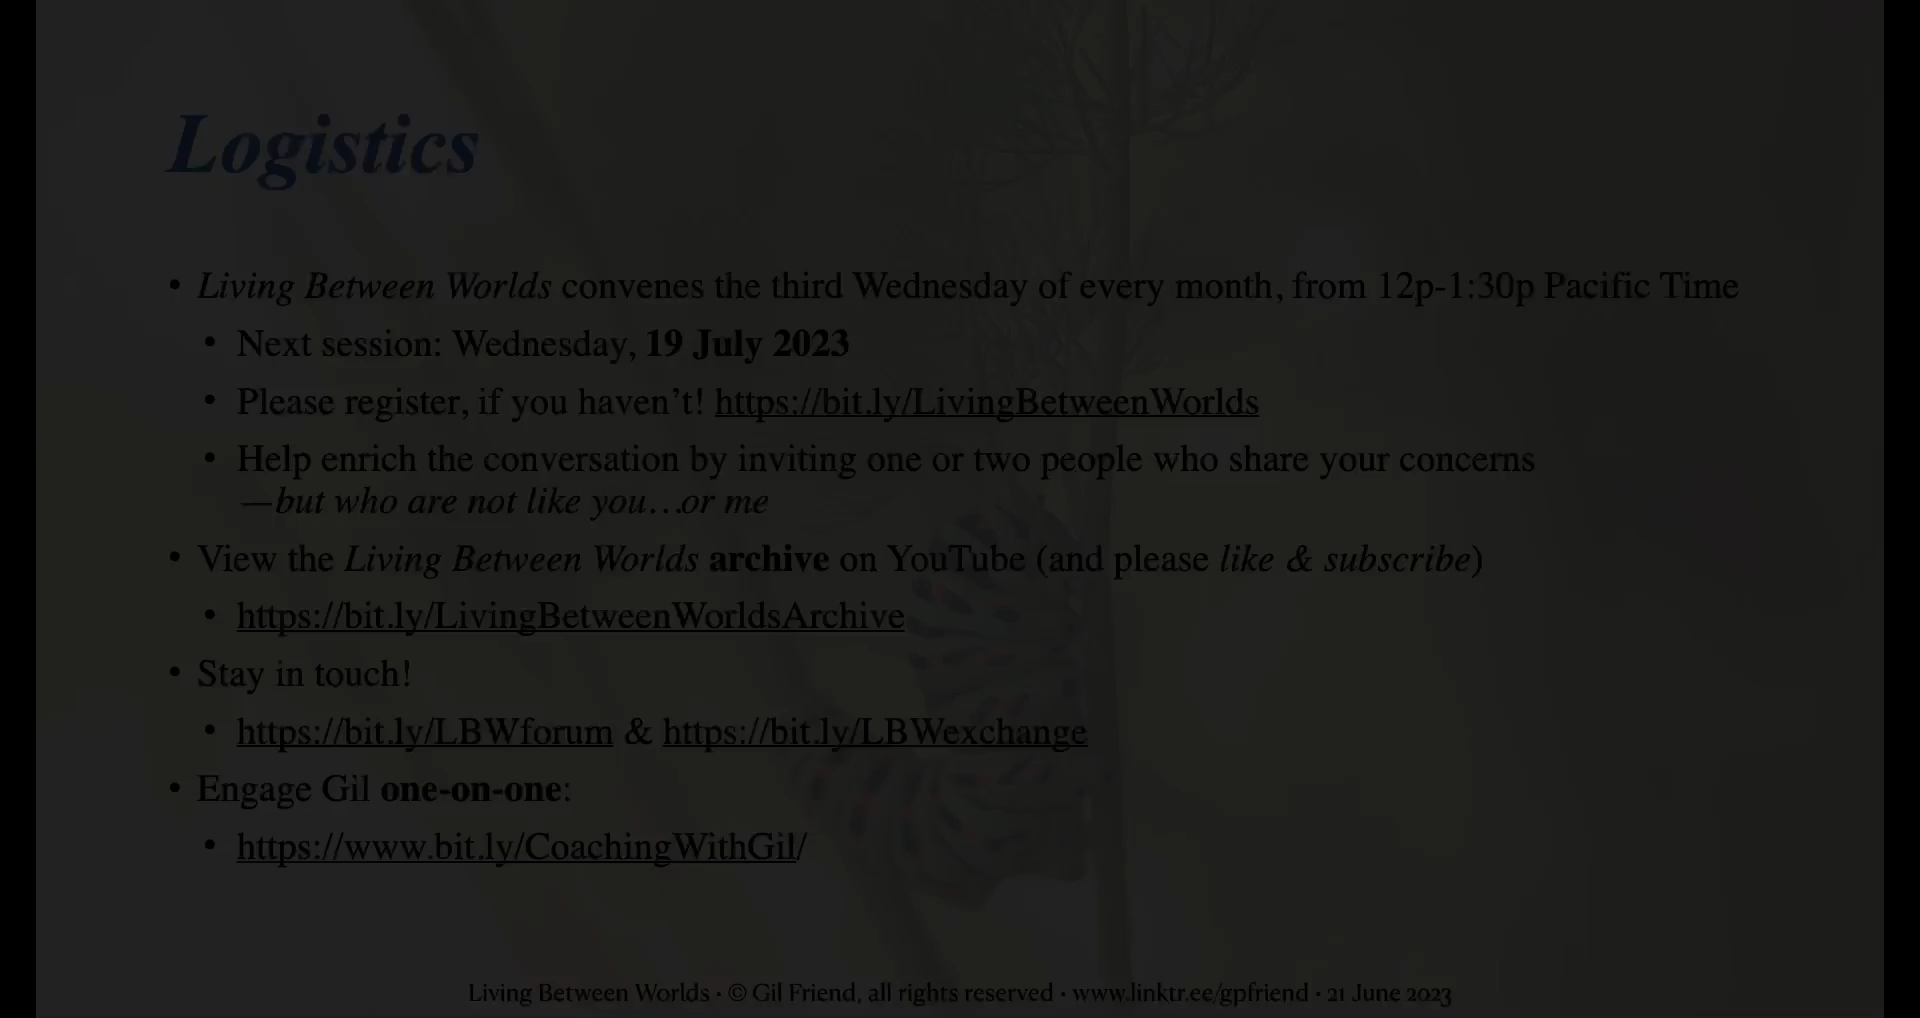 Logistics
• Living Between Worlds convenes the third Wednesday of every month, from 12p-1:30p Pacific Time
• Next session: Wednesday, 19 July 2023
• Please register, if you haven’t! https://bit.ly/LivingBetweenWorlds
• Help enrich the conversation by inviting one or two people who share your concerns
—but who are not like you…or me
• View the Living Between Worlds archive on YouTube (and please like & subscribe)
• https://bit.ly/LivingBetweenWorldsArchive
• Stay in touch!
• https://bit.ly/LBWforum & https://bit.ly/LBWexchange
• Engage Gil one-on-one:
• https://www.bit.ly/CoachingWithGil/
Living Between Worlds · © Gil Friend, all rights reserved · www.linktr.ee/gpfriend · 21 June 2023